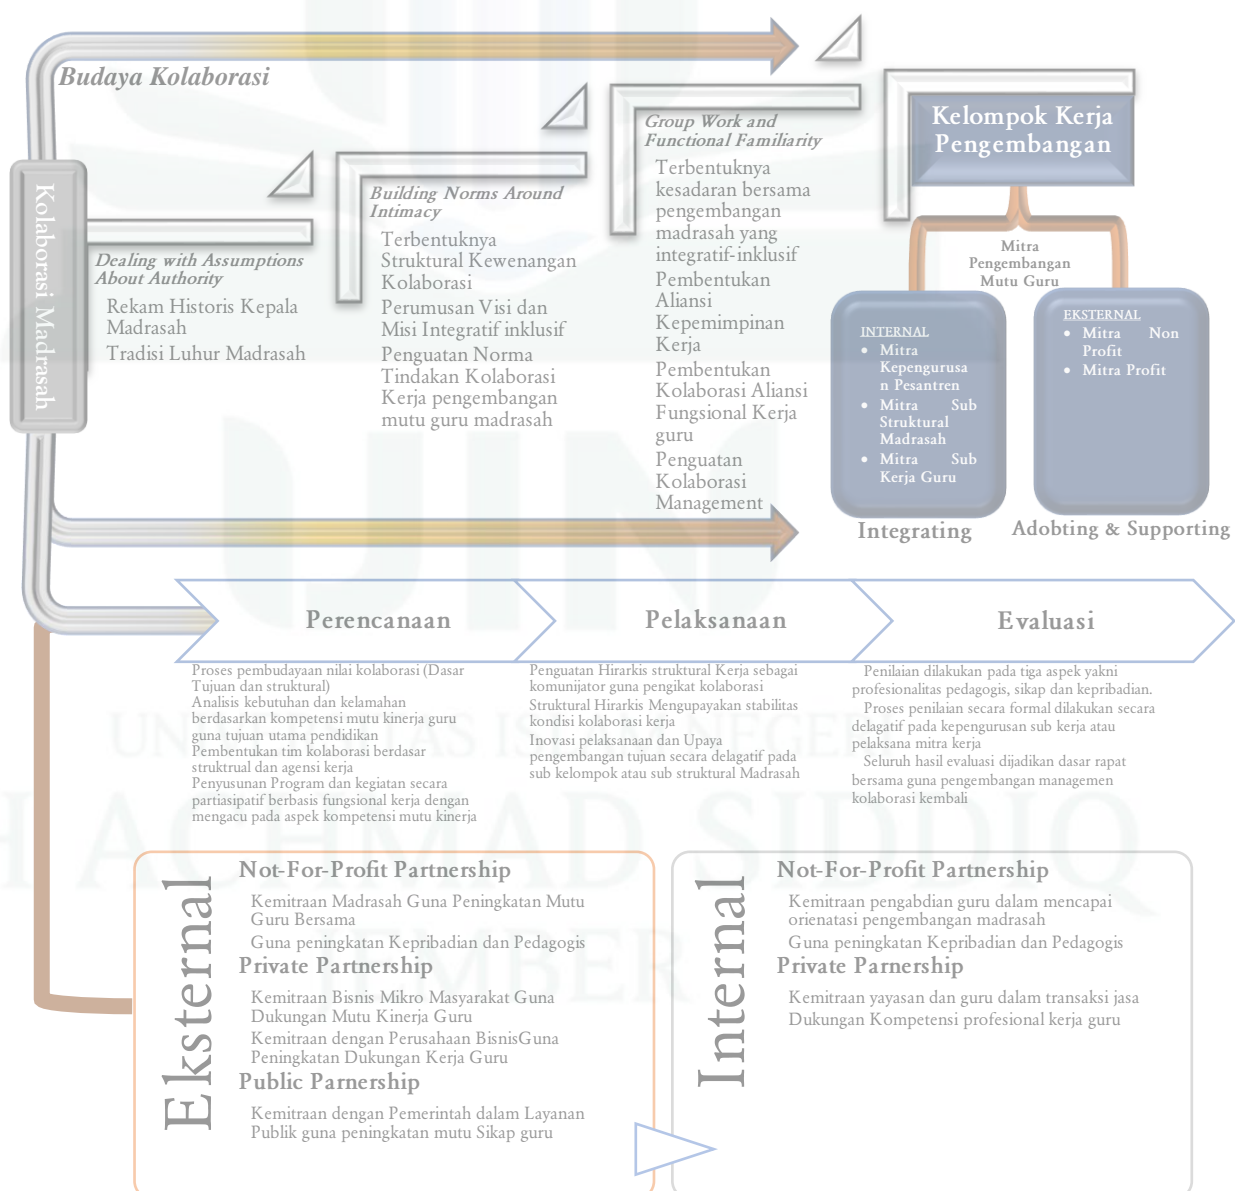 Budaya Kolaborasi
Kolaborasi Madrasah
Dealing with Assumptions
About Authority
Rekam Historis Kepala
Madrasah
Tradisi Luhur Madrasah
Building Norms Around
Intimacy
Terbentuknya
Struktural Kewenangan
Kolaborasi
Perumusan Visi dan
Misi Integratif inklusif
Penguatan Norma
Tindakan Kolaborasi
Kerja pengembangan
mutu guru madrasah
Group Work and
Functional Familiarity
Terbentuknya
kesadaran bersama
pengembangan
madrasah yang
integratif-inklusif
Pembentukan
Aliansi
Kepemimpinan
Kerja
Pembentukan
Kolaborasi Aliansi
Fungsional Kerja
guru
Penguatan
Kolaborasi
Management
Kelompok Kerja
Pengembangan
Mitra
Pengembangan
Mutu Guru
INTERNAL
• Mitra
Kepengurusa
n Pesantren
• Mitra Sub
Struktural
Madrasah
• Mitra Sub
Kerja Guru
Integrating
EKSTERNAL
• Mitra Non
Profit
• Mitra Profit
Adobting & Supporting
Perencanaan
Proses pembudayaan nilai kolaborasi (Dasar
Tujuan dan struktural)
Analisis kebutuhan dan kelamahan
berdasarkan kompetensi mutu kinerja guru
guna tujuan utama pendidikan
Pembentukan tim kolaborasi berdasar
struktrual dan agensi kerja
Penyusunan Program dan kegiatan secara
partiasipatif berbasis fungsional kerja dengan
mengacu pada aspek kompetensi mutu kinerja
Pelaksanaan
Penguatan Hirarkis struktural Kerja sebagai
komunijator guna pengikat kolaborasi
Struktural Hirarkis Mengupayakan stabilitas
kondisi kolaborasi kerja
Inovasi pelaksanaan dan Upaya
pengembangan tujuan secara delagatif pada
sub kelompok atau sub struktural Madrasah
Evaluasi
Penilaian dilakukan pada tiga aspek yakni
profesionalitas pedagogis, sikap dan kepribadian.
Proses penilaian secare formal dilakukan secara
delagatif pada kepengurusan sub kerja atau
pelaksana mitra kerja
Seluruh hasil evaluasi dijadikan dasar rapat
bersama guna pengembangan managemen
kolaborasi kembali
Eksternal
Not-For-Profit Partnership
Kemitraan Madrasah Guna Peningkatan Mutu
Guru Bersama
Guna peningkatan Kepribadian dan Pedagogis
Private Partnership
Kemitraan Bisnis Mikro Masyarakat Guna
Dukungan Mutu Kinerja Guru
Kemitraan dengan Perusahaan BisnisGuna
Peningkatan Dukungan Kerja Guru
Public Parnership
Kemitraan dengan Pemerintah dalam Layanan
Publik guna peningkatan mutu Sikap guru
Internal
Not-For-Profit Partnership
Kemitraan pengabdian guru dalam mencapai
orienatasi pengembangan madrasah
Guna peningkatan Kepribadian dan Pedagogis
Private Parnership
Kemitraan yayasan dan guru dalam transaksi jasa
Dukungan Kompetensi profesional kerja guru
UIN
H ACHMAD SIDDIQ
JEMBER